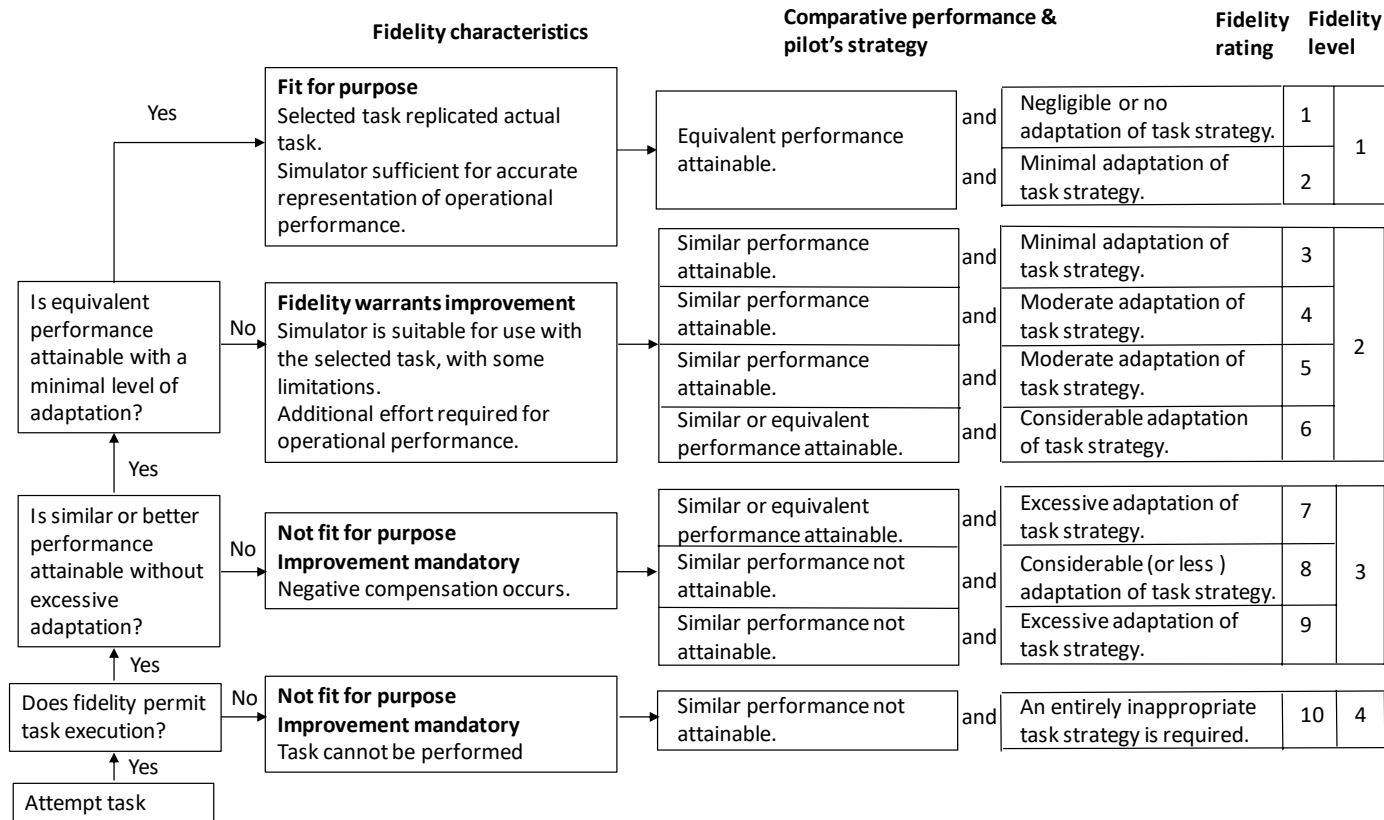 Fidelity characteristics
Comparative performance &
pilot's strategy
Fidelity
rating
Fidelity
level
Yes
Fit for purpose
Selected task replicated actual
task.
Simulator sufficient for accurate
representation of operational
performance.
Equivalent performance
attainable.
and
Negligible or no
adaptation of task strategy.
1
and
Minimal adaptation of
task strategy.
2
1
Is equivalent
performance
attainable with a
minimal level of
adaptation?
No
Fidelity warrants improvement
Simulator is suitable for use with
the selected task, with some
limitations.
Additional effort required for
operational performance.
Similar performance
attainable.
and
Minimal adaptation of
task strategy.
3
Similar performance
attainable.
and
Moderate adaptation of
task strategy.
4
Similar performance
attainable.
and
Moderate adaptation of
task strategy.
5
Similar or equivalent
performance attainable.
and
Considerable adaptation
of task strategy.
6
2
Yes
Is similar or better
performance
attainable without
excessive
adaptation?
No
Not fit for purpose
Improvement mandatory
Negative compensation occurs.
Similar or equivalent
performance attainable.
and
Excessive adaptation of
task strategy.
7
Similar performance not
attainable.
and
Considerable (or less )
adaptation of task strategy.
8
Similar performance not
attainable.
and
Excessive adaptation of
task strategy.
9
3
Yes
Does fidelity permit
task execution?
No
Not fit for purpose
Improvement mandatory
Task cannot be performed
Similar performance not
attainable.
and
An entirely inappropriate
task strategy is required.
10
4
Yes
Attempt task